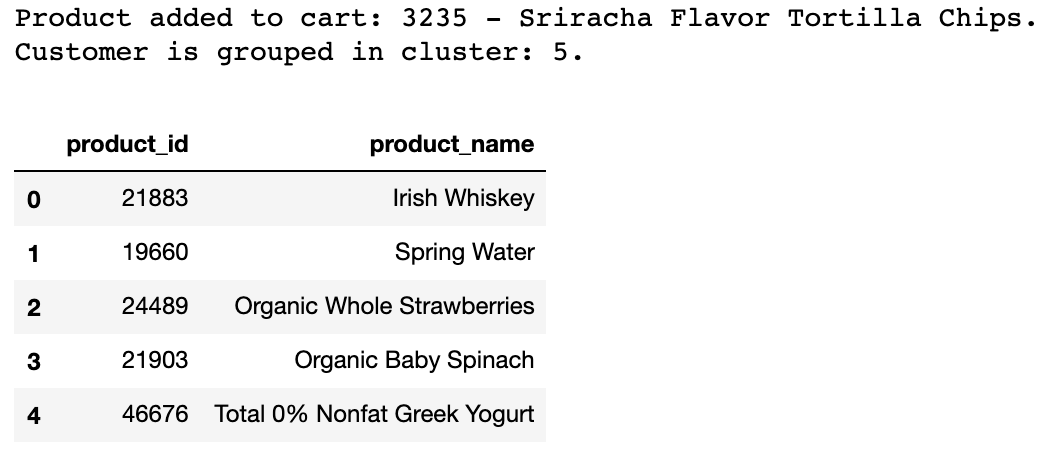 Product added to cart: 3235 – Sriracha Flavor Tortilla Chips.
Customer is grouped in cluster: 5.
product_id product_name
0 21883 Irish Whiskey
1 19660 Spring Water
2 24489 Organic Whole Strawberries
3 21903 Organic Baby Spinach
4 46676 Total 0% Nonfat Greek Yogurt